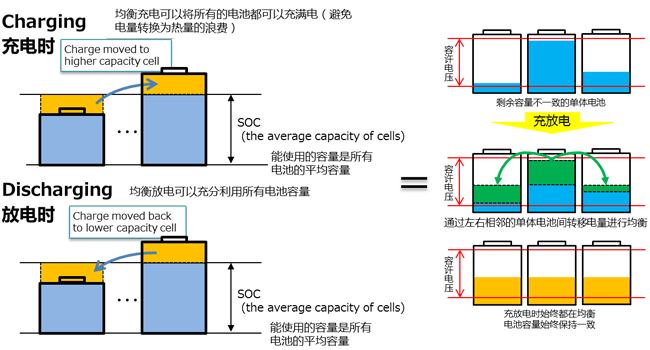 Charging
充电时
均衡充电可以将所有的电池都可以充满电（避免
电量转换为热量的浪费）
Charge moved to
higher capacity cell
...
SOC
(the average capacity of cells)
能使用的容量是所有
电池的平均容量
Discharging
放电时
均衡放电可以充分利用所有电池容量
Charge moved back
to lower capacity cell
...
SOC
(the average capacity of cells)
能使用的容量是所有
电池的平均容量
=
容许电压
剩余容量不一致的单体电池
充放电
容许电压
通过左右相邻的单体电池间转移电量进行均衡
容许电压
充放电时始终都在均衡
电池容量始终保持一致